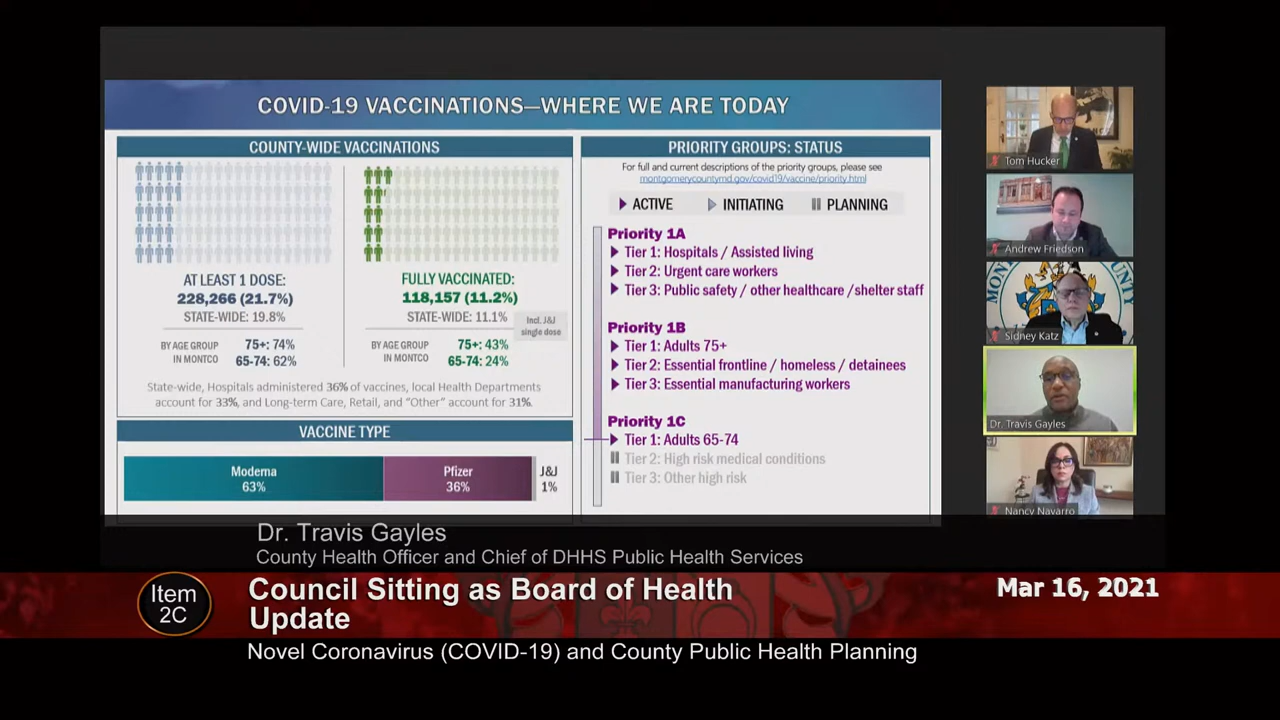 COVID-19 VACCINATIONS—WHERE WE ARE TODAY
COUNTY-WIDE VACCINATIONS
AT LEAST 1 DOSE:
228,266 (21.7%)
STATE-WIDE: 19.8%
BY AGE GROUP
IN MONTCO
75+: 74%
65-74: 62%
FULLY VACCINATED:
118,157 (11.2%)
STATE-WIDE: 11.1%
Incl. J&J
single dose
BY AGE GROUP
IN MONTCO
75+: 43%
65-74: 24%
State-wide, Hospitals administered 36% of vaccines, local Health Departments
account for 33%, and Long-term Care, Retail, and "Other" account for 31%.
VACCINE TYPE
Moderna
63%
Pfizer
36%
J&J
1%
PRIORITY GROUPS: STATUS
For full and current descriptions of the priority groups, please see
montgomerycountymd.gov/covid19/vaccine/priority.html
ACTIVE
INITIATING
PLANNING
Priority 1A
Tier 1: Hospitals / Assisted living
Tier 2: Urgent care workers
Tier 3: Public safety / other healthcare /shelter staff
Priority 1B
Tier 1: Adults 75+
Tier 2: Essential frontline / homeless / detainees
Tier 3: Essential manufacturing workers
Priority 1C
Tier 1: Adults 65-74
Tier 2: High risk medical conditions
Tier 3: Other high risk
Tom Hucker
Andrew Friedson
Sidney Katz
Dr. Travis Gayles
Nancy Navarro
Dr. Travis Gayles
County Health Officer and Chief of DHHS Public Health Services
Item
2C
Council Sitting as Board of Health
Update
Mar 16, 2021
Novel Coronavirus (COVID-19) and County Public Health Planning